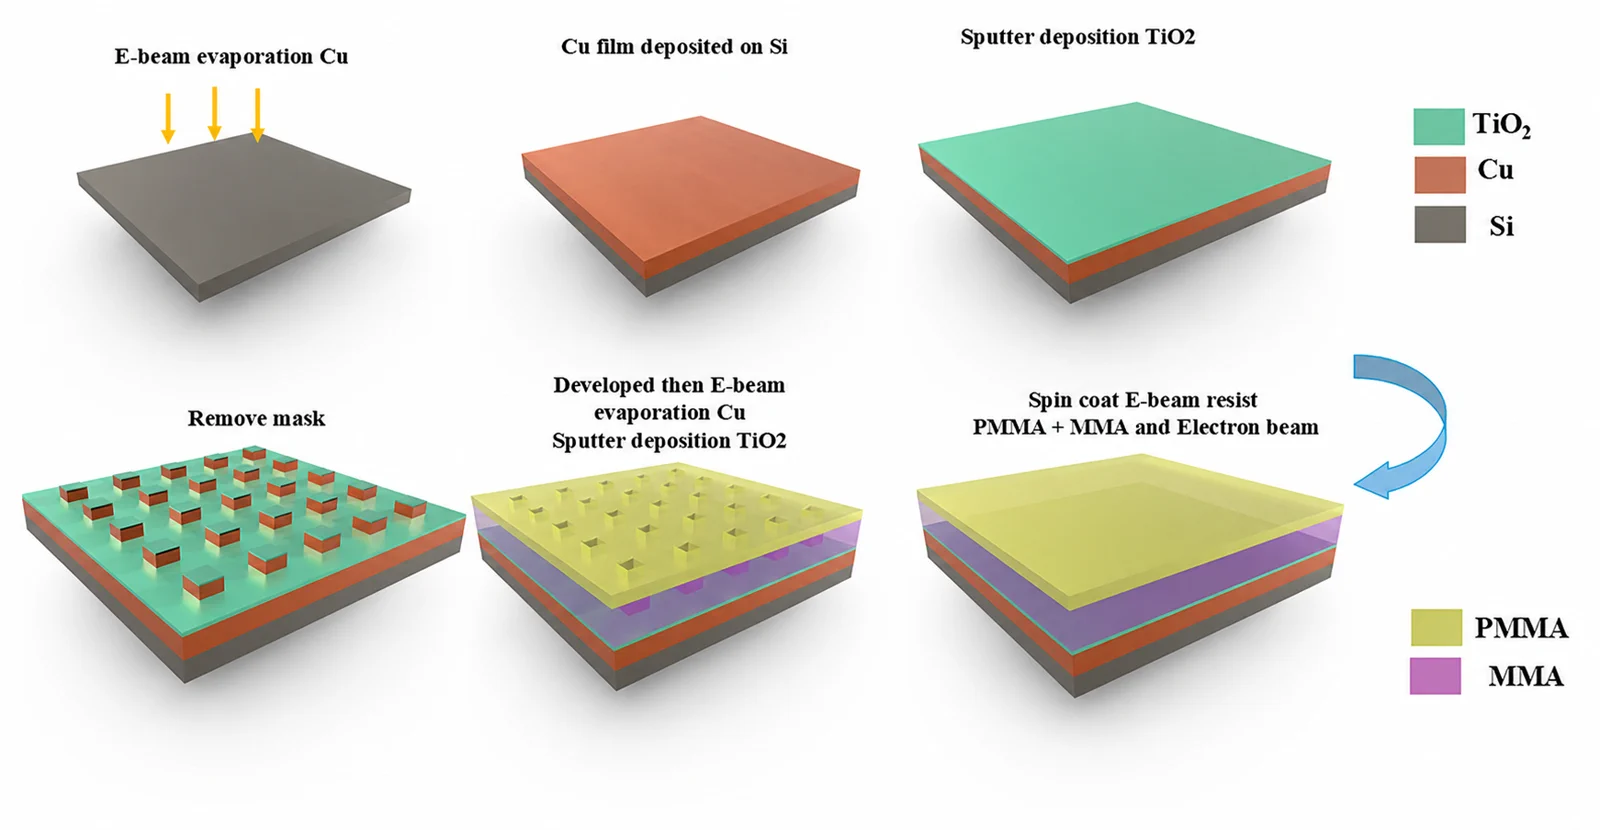 E-beam evaporation Cu
Cu film deposited on Si
Sputter deposition TiO2
TiO₂
Cu
Si
Remove mask
Developed then E-beam
evaporation Cu
Sputter deposition TiO2
Spin coat E-beam resist
PMMA + MMA and Electron beam
PMMA
MMA